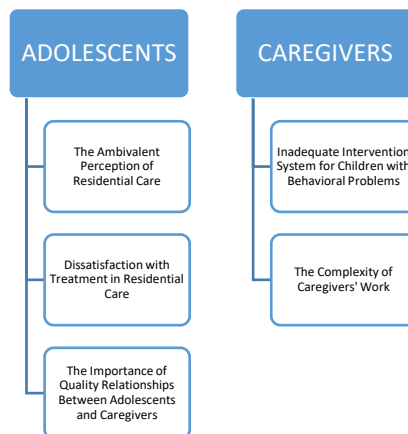 ADOLESCENTS
The Ambivalent
Perception of
Residential Care
Dissatisfaction with
Treatment in Residential
Care
The Importance of
Quality Relationships
Between Adolescents
and Caregivers
CAREGIVERS
Inadequate Intervention
System for Children with
Behavioral Problems
The Complexity of
Caregivers' Work